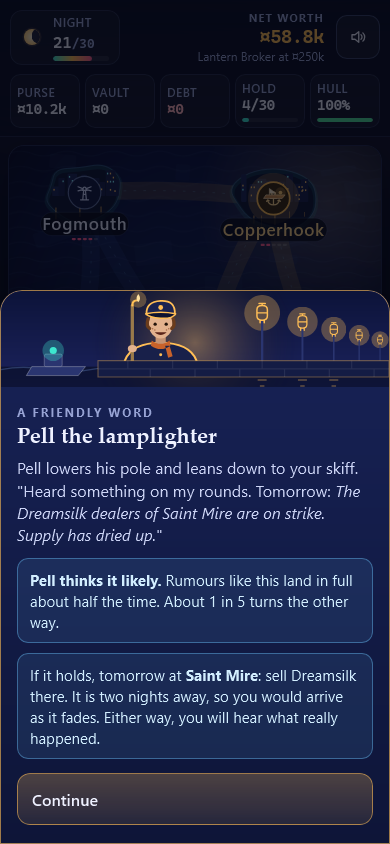 NIGHT
21/30
NET WORTH
¤58.8k
Lantern Broker at ¤250k
PURSE
¤10.2k
VAULT
¤0
DEBT
¤0
HOLD
4/30
HULL
100%
Fogmouth
Copperhook
A FRIENDLY WORD
Pell the lamplighter
Pell lowers his pole and leans down to your skiff.
"Heard something on my rounds. Tomorrow: The
Dreamsilk dealers of Saint Mire are on strike.
Supply has dried up."
Pell thinks it likely. Rumours like this land in full
about half the time. About 1 in 5 turns the other
way.
If it holds, tomorrow at Saint Mire: sell Dreamsilk
there. It is two nights away, so you would arrive
as it fades. Either way, you will hear what really
happened.
Continue